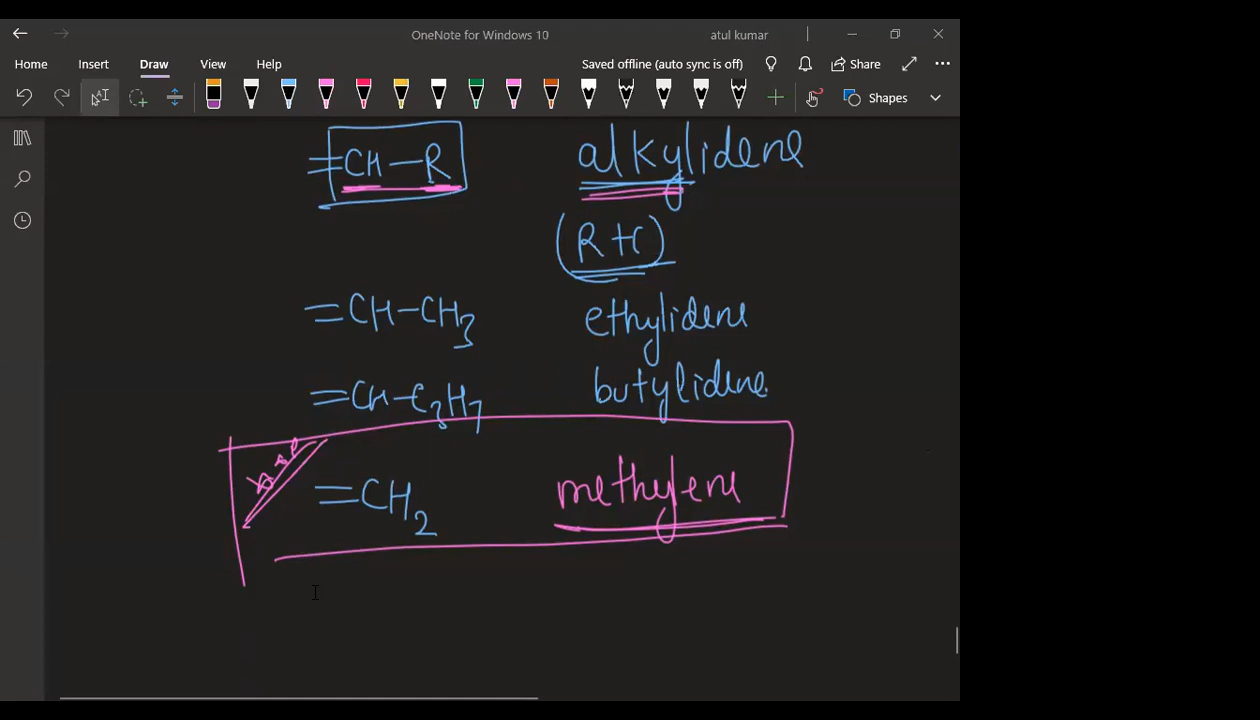 OneNote for Windows 10
atul kumar
Home Insert Draw View Help
Saved offline (auto sync is off)
Share
Shapes
=CH-R alkylidene
(R+C)
=CH-CH3 ethylidene
=CH-C3H7 butylidene
=CH2 methylene